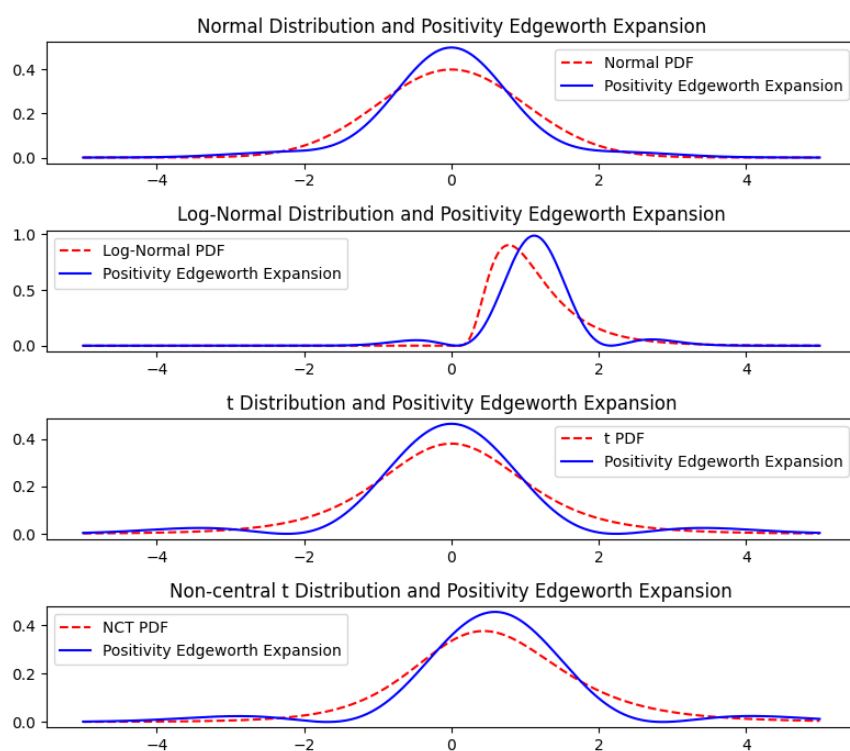 Normal Distribution and Positivity Edgeworth Expansion
0.4
0.2
0.0
Normal PDF
Positivity Edgeworth Expansion
−4
−2
0
2
4
Log-Normal Distribution and Positivity Edgeworth Expansion
1.0
0.5
0.0
Log-Normal PDF
Positivity Edgeworth Expansion
−4
−2
0
2
4
t Distribution and Positivity Edgeworth Expansion
0.4
0.2
0.0
t PDF
Positivity Edgeworth Expansion
−4
−2
0
2
4
Non-central t Distribution and Positivity Edgeworth Expansion
0.4
0.2
0.0
NCT PDF
Positivity Edgeworth Expansion
−4
−2
0
2
4